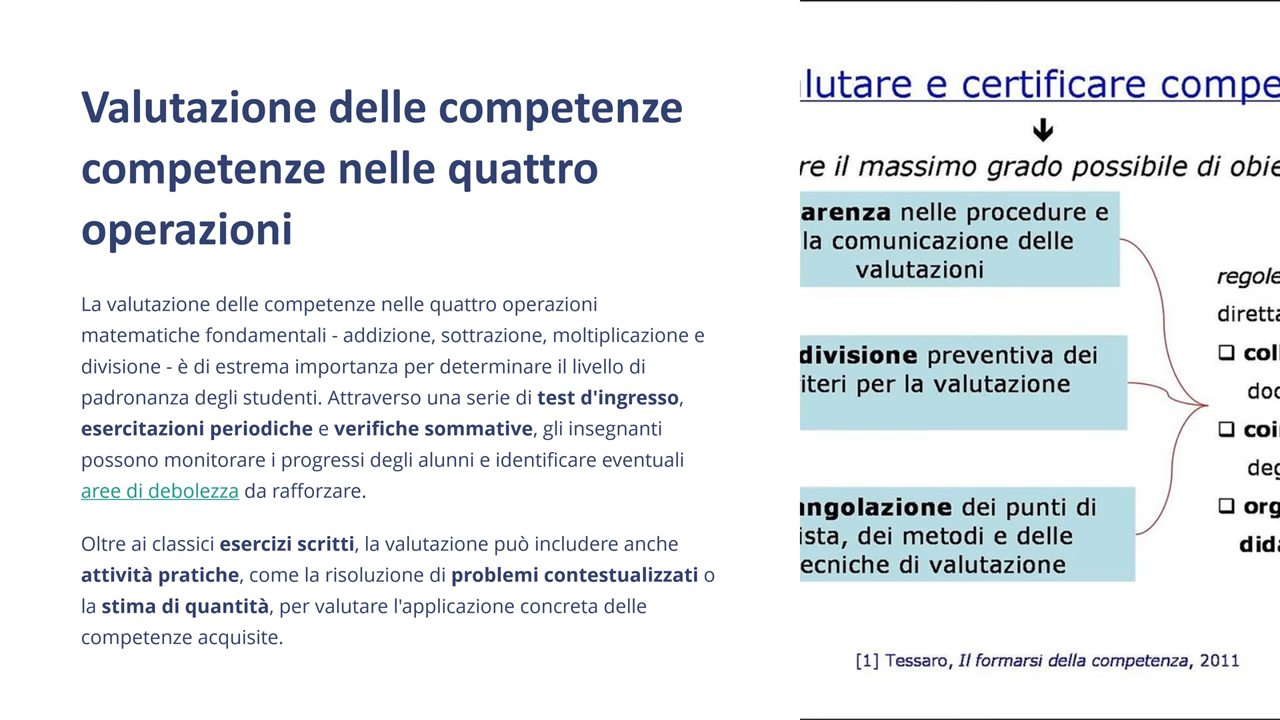 Valutazione delle competenze
competenze nelle quattro
operazioni
La valutazione delle competenze nelle quattro operazioni
matematiche fondamentali - addizione, sottrazione, moltiplicazione e
divisione - è di estrema importanza per determinare il livello di
padronanza degli studenti. Attraverso una serie di test d'ingresso,
esercitazioni periodiche e verifiche sommative, gli insegnanti
possono monitorare i progressi degli alunni e identificare eventuali
aree di debolezza da rafforzare.
Oltre ai classici esercizi scritti, la valutazione può includere anche
attività pratiche, come la risoluzione di problemi contestualizzati o
la stima di quantità, per valutare l'applicazione concreta delle
competenze acquisite.
lutare e certificare compe
re il massimo grado possibile di obie
arenza nelle procedure e
la comunicazione delle
valutazioni
divisione preventiva dei
iteri per la valutazione
angolazione dei punti di
ista, dei metodi e delle
ecniche di valutazione
regole
diretta
coll
doc
coi
deg
org
dida
[1] Tessaro, Il formarsi della competenza, 2011